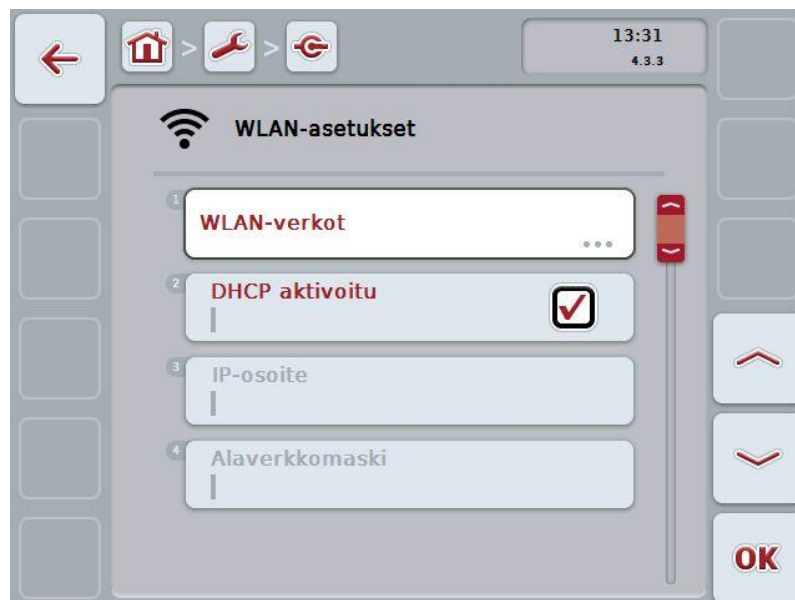 > >
13:31
4.3.3
WLAN-asetukset
1
WLAN-verkot
...
2
DHCP aktivoitu
3
IP-osoite
4
Alaverkkomaski
OK